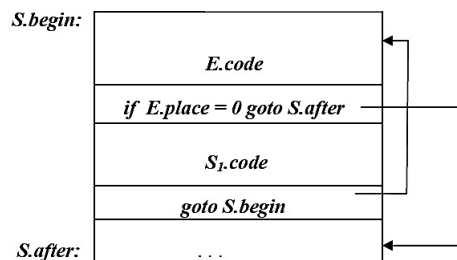 S.begin:
E.code
if E.place = 0 goto S.after
S₁.code
goto S.begin
S.after:
. . .